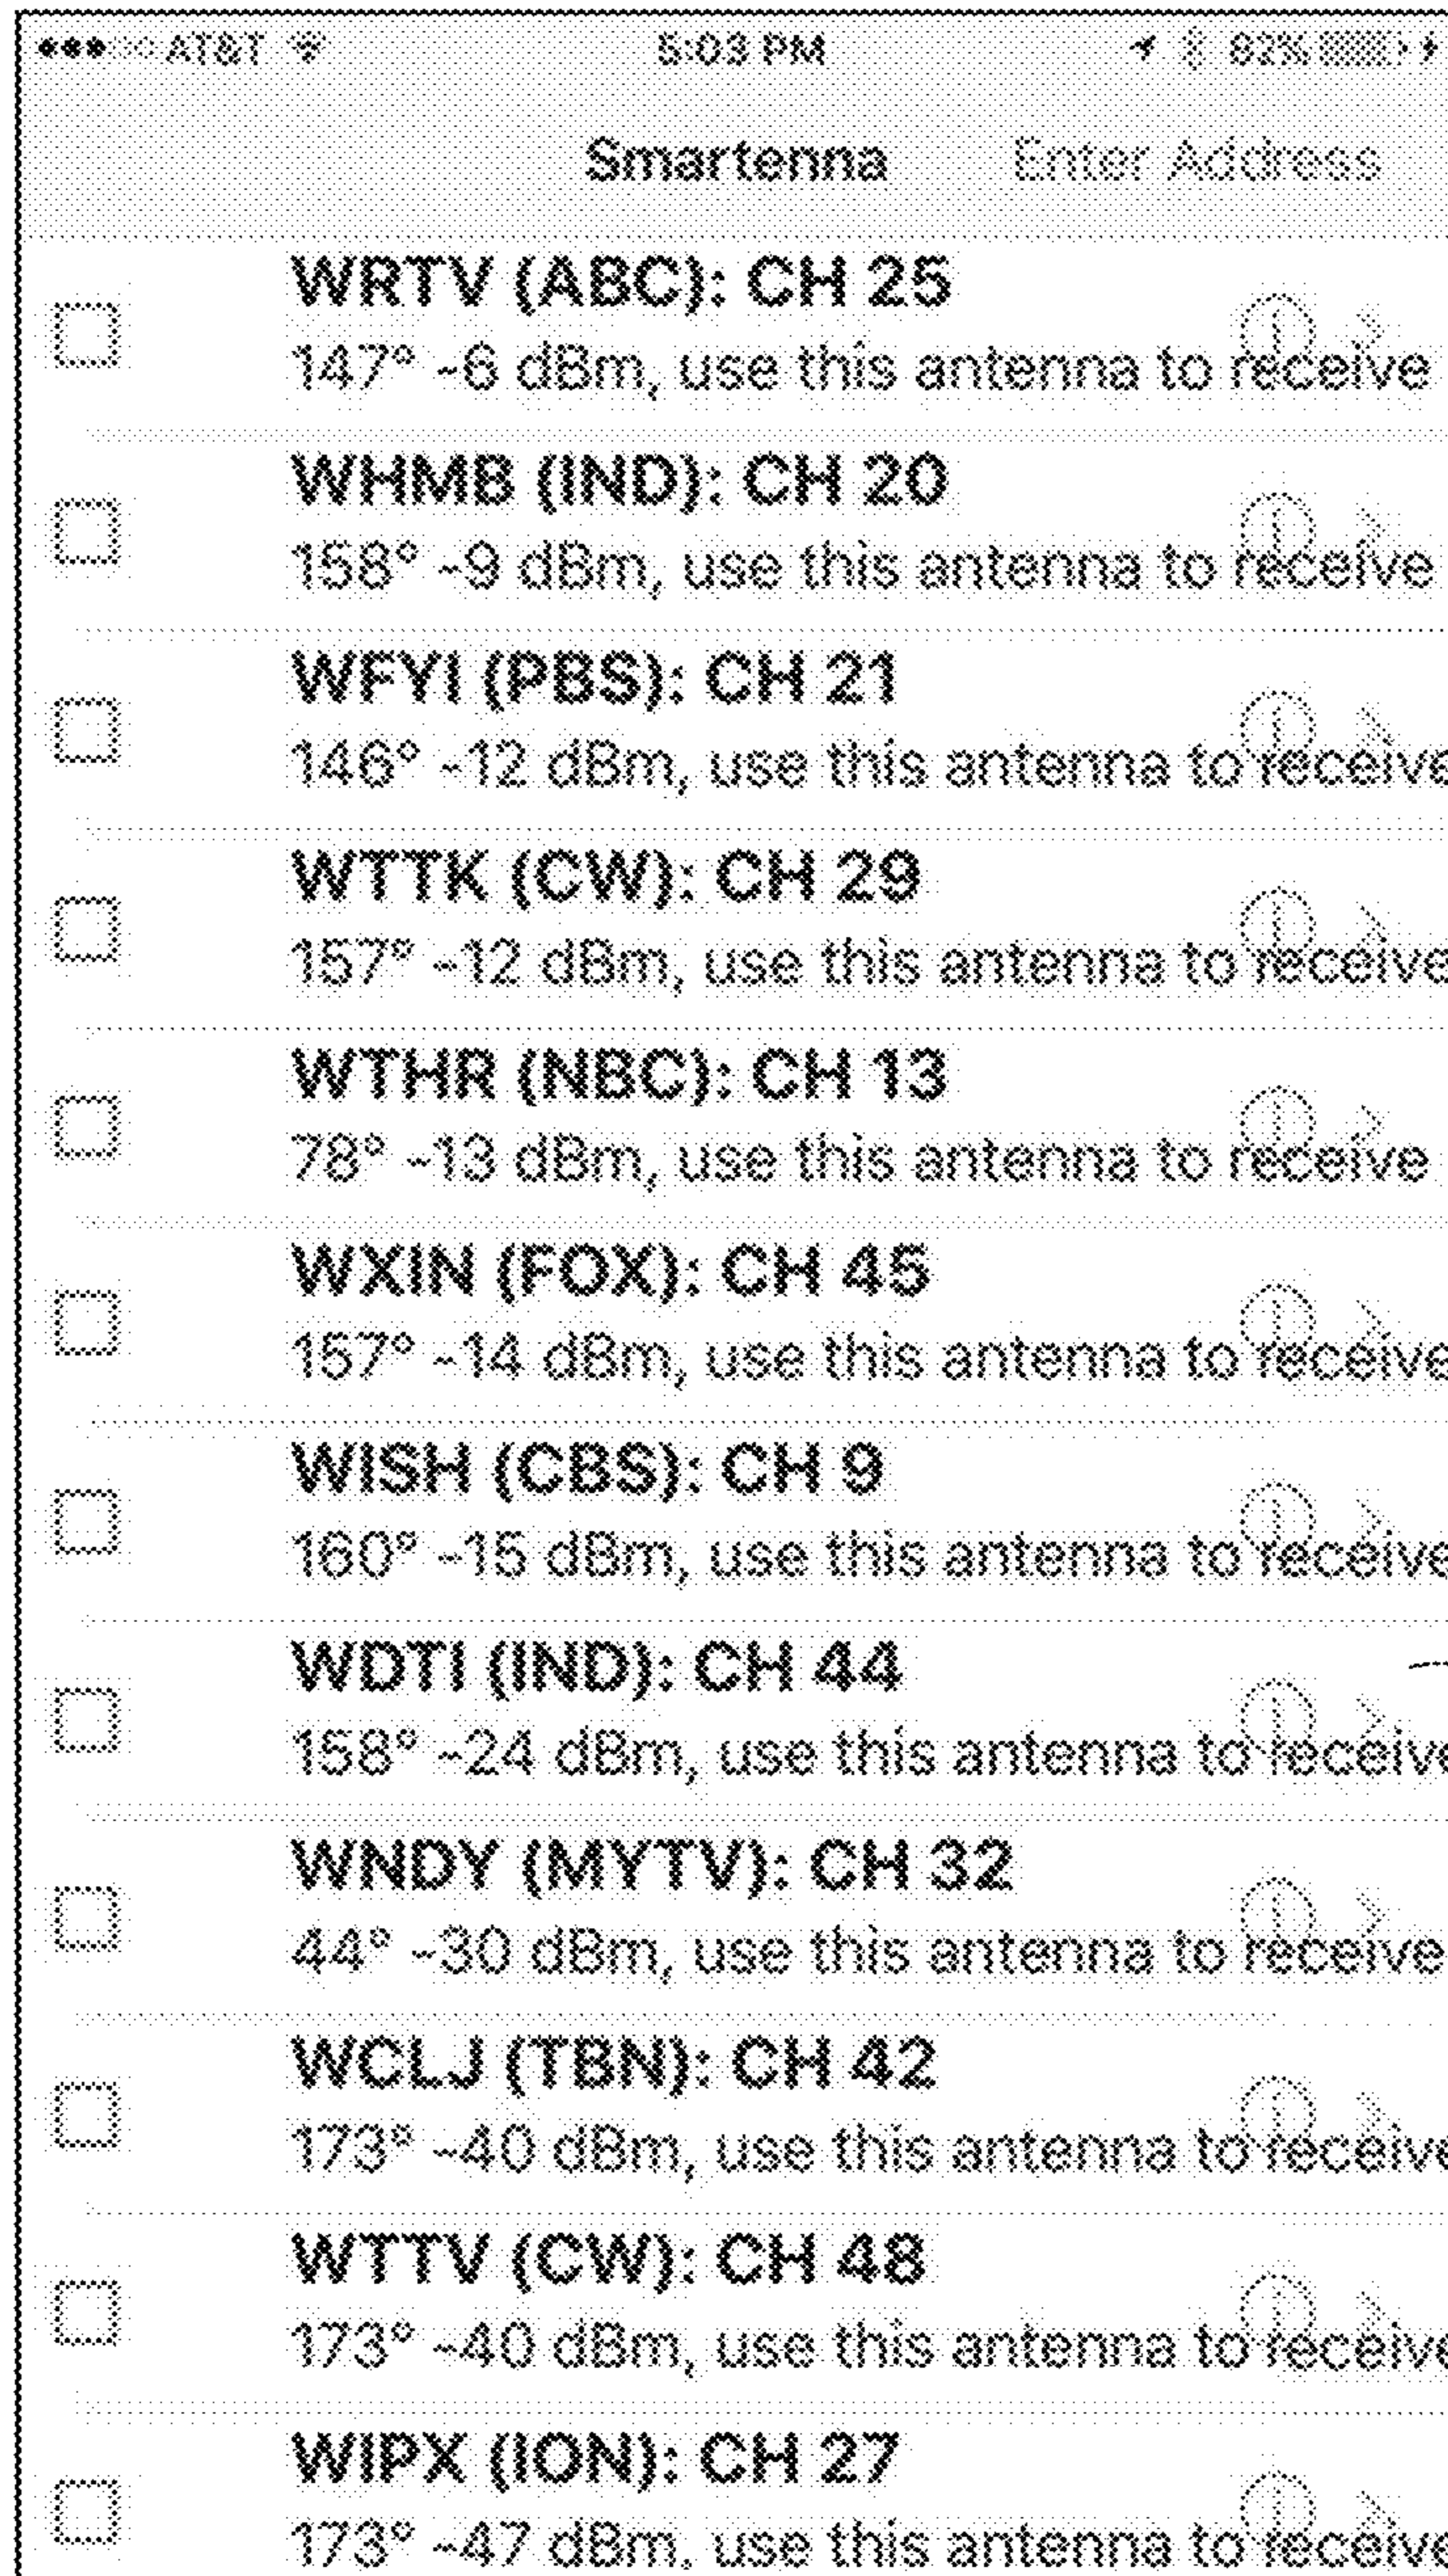 AT&T 5:03 PM 82%
Smartenna Enter Address
WRTV (ABC): CH 25
147° -6 dBm, use this antenna to receive
WHMB (IND): CH 20
158° -9 dBm, use this antenna to receive
WFYI (PBS): CH 21
146° -12 dBm, use this antenna to receive
WTTK (CW): CH 29
157° -12 dBm, use this antenna to receive
WTHR (NBC): CH 13
78° -13 dBm, use this antenna to receive
WXIN (FOX): CH 45
157° -14 dBm, use this antenna to receive
WISH (CBS): CH 9
160° -15 dBm, use this antenna to receive
WDTI (IND): CH 44
158° -24 dBm, use this antenna to receive
WNDY (MYTV): CH 32
44° -30 dBm, use this antenna to receive
WCLJ (TBN): CH 42
173° -40 dBm, use this antenna to receive
WTTV (CW): CH 48
173° -40 dBm, use this antenna to receive
WIPX (ION): CH 27
173° -47 dBm, use this antenna to receive